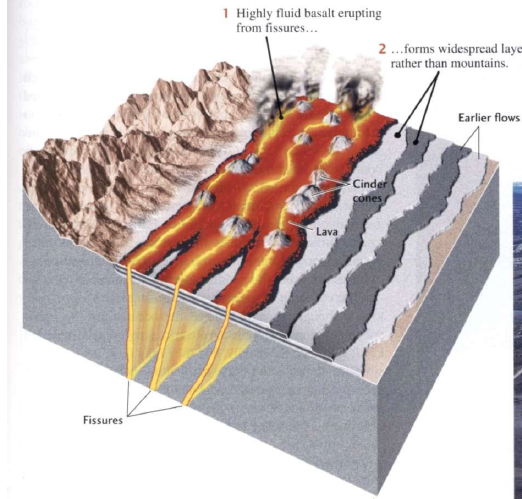 1 Highly fluid basalt erupting
from fissures…
2 …forms widespread laye
rather than mountains.
Earlier flows
Cinder
cones
Lava
Fissures